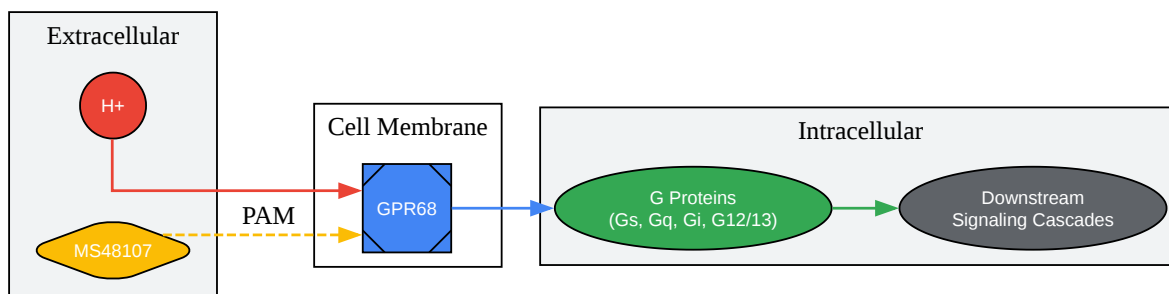 Extracellular
H+
MS48107
PAM
Cell Membrane
GPR68
Intracellular
G Proteins
(Gs, Gq, Gi, G12/13)
Downstream
Signaling Cascades